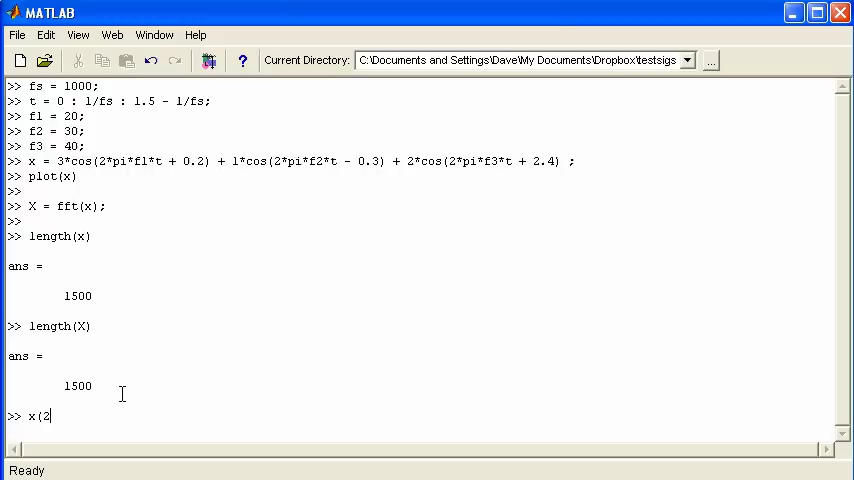 MATLAB
File Edit View Web Window Help
? Current Directory: C:\Documents and Settings\Dave\My Documents\Dropbox\testsigs ...
>> fs = 1000;
>> t = 0 : 1/fs : 1.5 - 1/fs;
>> f1 = 20;
>> f2 = 30;
>> f3 = 40;
>> x = 3*cos(2*pi*f1*t + 0.2) + 1*cos(2*pi*f2*t - 0.3) + 2*cos(2*pi*f3*t + 2.4) ;
>> plot(x)
>>
>> X = fft(x);
>>
>> length(x)
ans =
1500
>> length(X)
ans =
1500
>> x(2
Ready